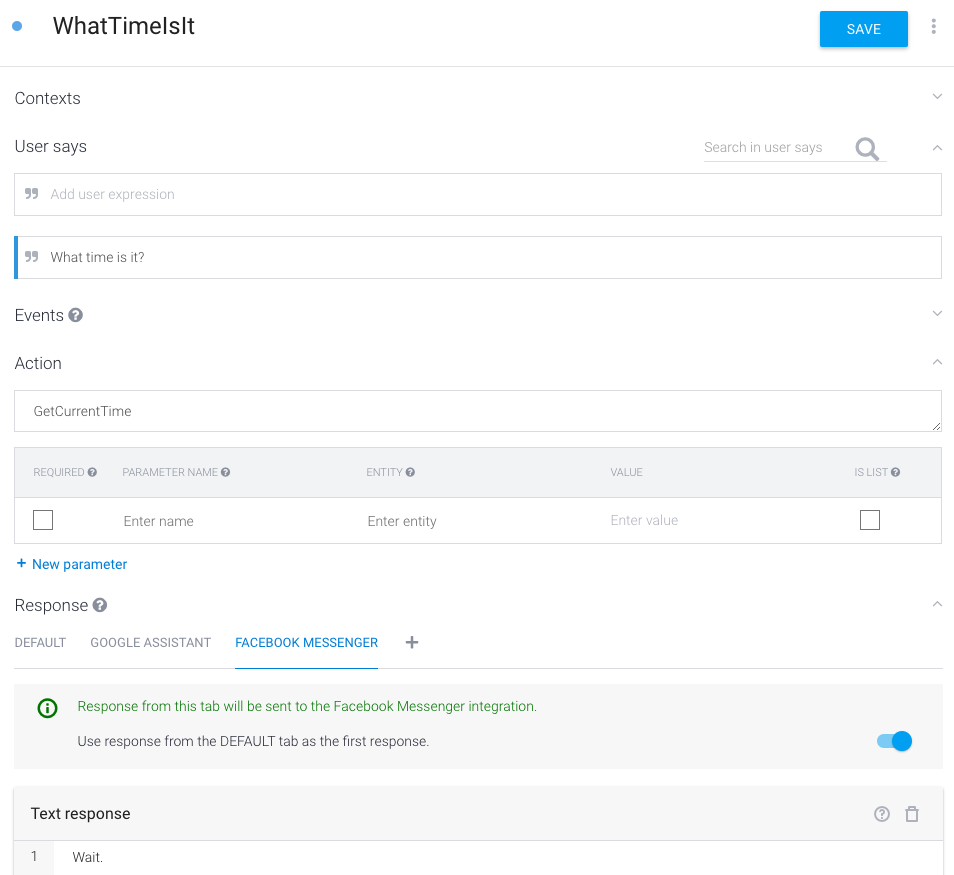 WhatTimeIsIt
SAVE
Contexts
User says
Search in user says
Add user expression
What time is it?
Events
Action
GetCurrentTime
REQUIRED PARAMETER NAME ENTITY VALUE IS LIST
Enter name Enter entity Enter value
+ New parameter
Response
DEFAULT GOOGLE ASSISTANT FACEBOOK MESSENGER +
Response from this tab will be sent to the Facebook Messenger integration.
Use response from the DEFAULT tab as the first response.
Text response
1 Wait.